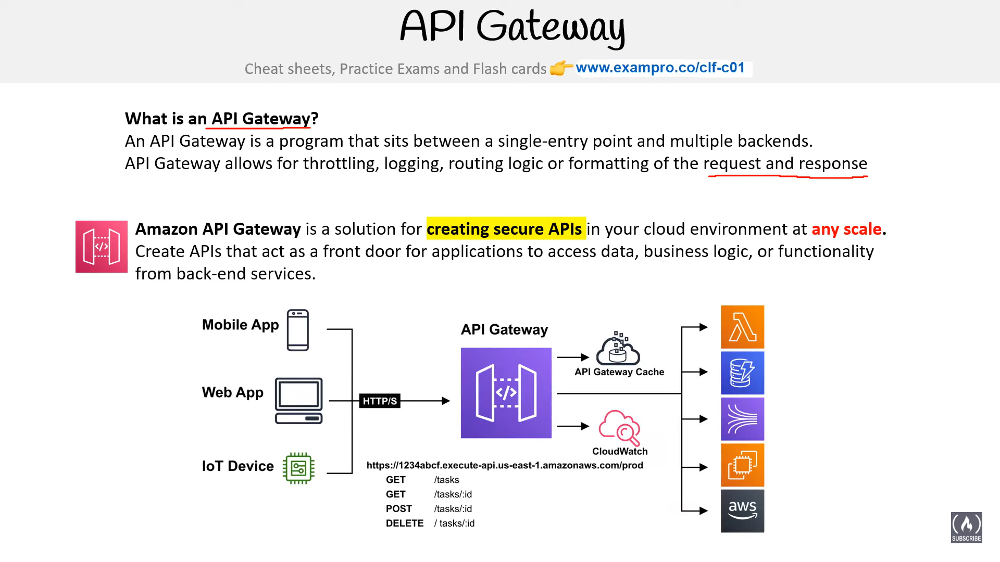 API Gateway
Cheat sheets, Practice Exams and Flash cards 👉 www.exampro.co/clf-c01
What is an API Gateway?
An API Gateway is a program that sits between a single-entry point and multiple backends.
API Gateway allows for throttling, logging, routing logic or formatting of the request and response
Amazon API Gateway is a solution for creating secure APIs in your cloud environment at any scale.
Create APIs that act as a front door for applications to access data, business logic, or functionality
from back-end services.
</>
Mobile App
Web App
IoT Device
HTTP/S
API Gateway
</>
API Gateway Cache
CloudWatch
https://1234abcf.execute-api.us-east-1.amazonaws.com/prod
GET /tasks
GET /tasks/:id
POST /tasks/:id
DELETE / tasks/:id
aws
SUBSCRIBE